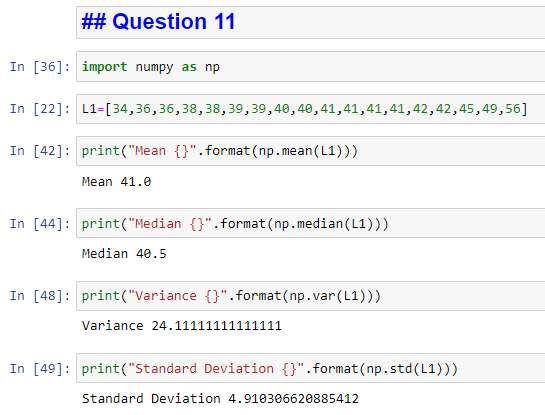 ## Question 11
In [36]: import numpy as np
In [22]: L1=[34,36,36,38,38,39,39,40,40,41,41,41,41,42,42,45,49,56]
In [42]: print("Mean {}".format(np.mean(L1)))
Mean 41.0
In [44]: print("Median {}".format(np.median(L1)))
Median 40.5
In [48]: print("Variance {}".format(np.var(L1)))
Variance 24.11111111111111
In [49]: print("Standard Deviation {}".format(np.std(L1)))
Standard Deviation 4.910306620885412